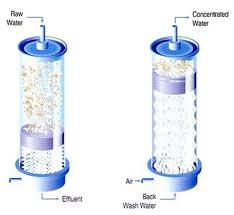 Raw
Water
Concentrated
Water
Effluent
Air
Back
Wash Water